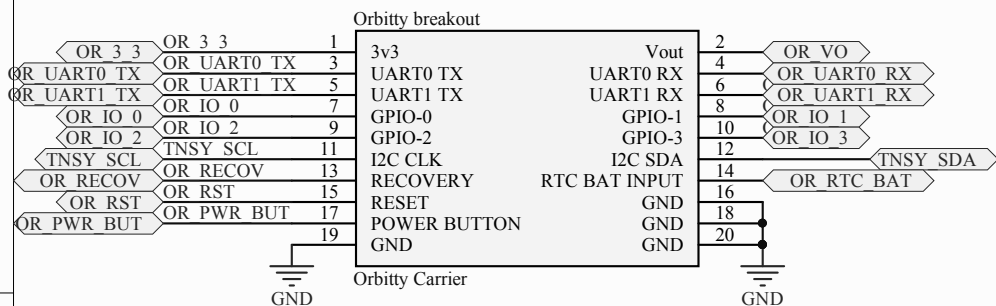 Orbitty breakout
OR_3_3 OR_3_3 1 3v3 Vout 2 OR_VO
OR_UART0_TX OR_UART0_TX 3 UART0 TX UART0 RX 4 OR_UART0_RX
OR_UART1_TX OR_UART1_TX 5 UART1 TX UART1 RX 6 OR_UART1_RX
OR_IO_0 OR_IO_0 7 GPIO-0 GPIO-1 8 OR_IO_1
OR_IO_2 OR_IO_2 9 GPIO-2 GPIO-3 10 OR_IO_3
TNSY_SCL TNSY_SCL 11 I2C CLK I2C SDA 12 TNSY_SDA
OR_RECOV OR_RECOV 13 RECOVERY RTC BAT INPUT 14 OR_RTC_BAT
OR_RST OR_RST 15 RESET GND 16
OR_PWR_BUT OR_PWR_BUT 17 POWER BUTTON GND 18
19 GND GND 20
Orbitty Carrier
GND GND